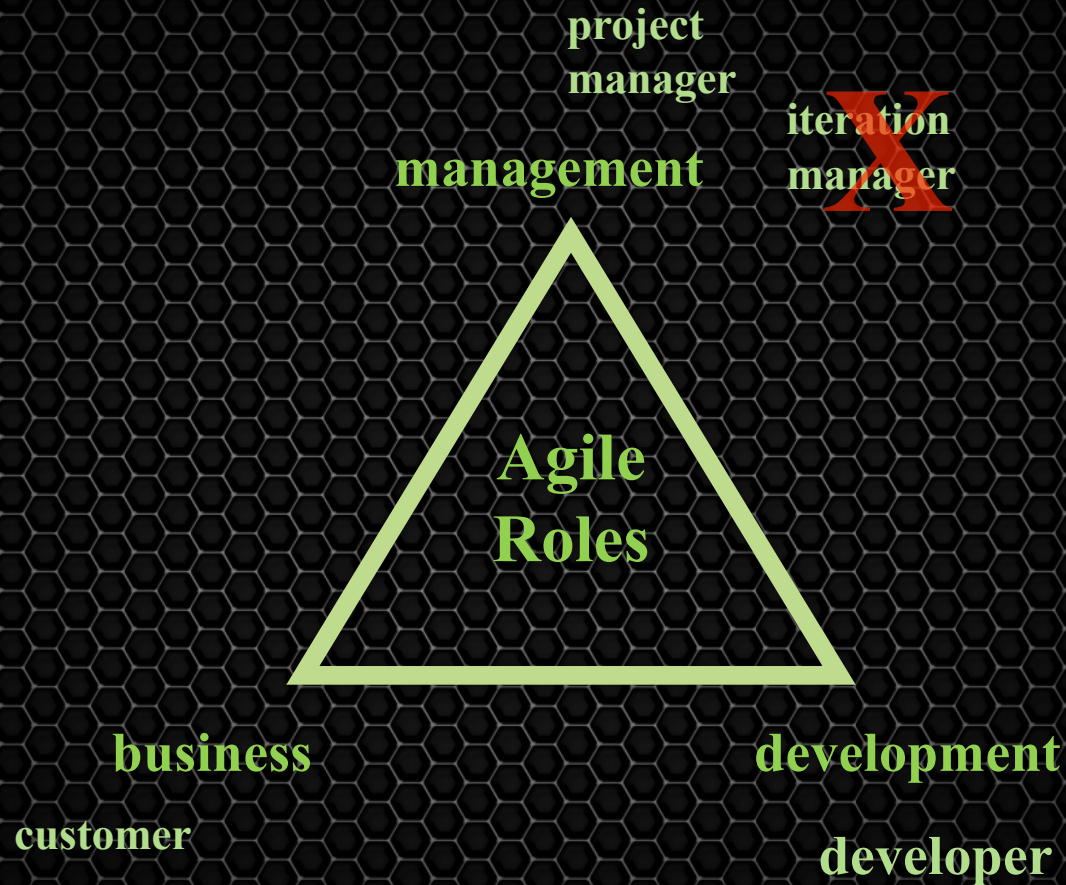 project
manager
iteration
manager
X
management
Agile
Roles
business
development
customer
developer